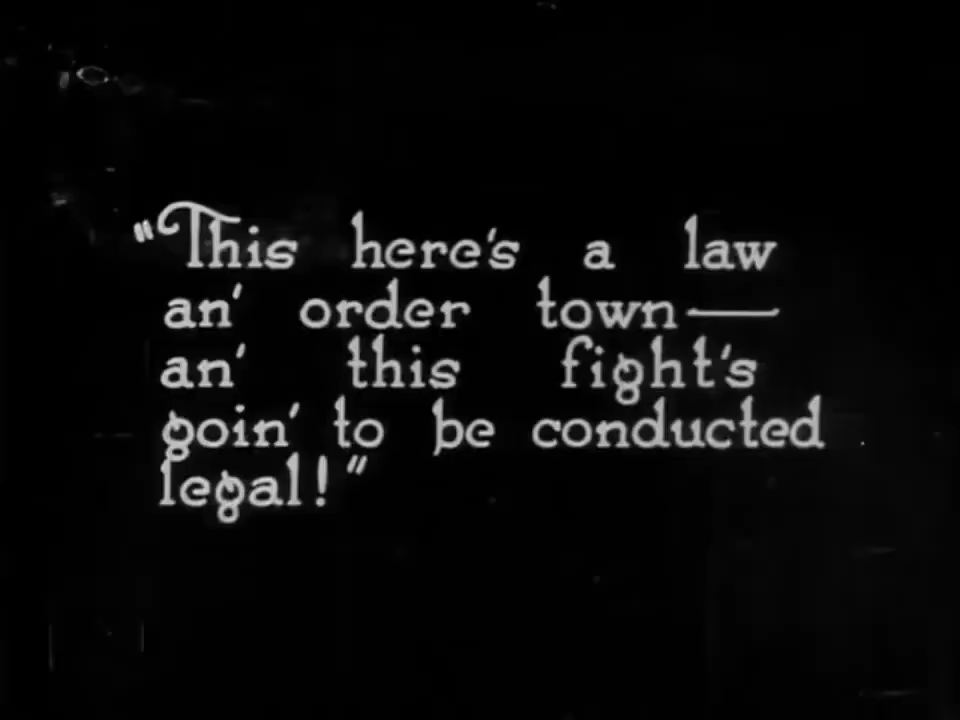 "This here's a law
an' order town—
an' this fight's
goin' to be conducted
legal!"